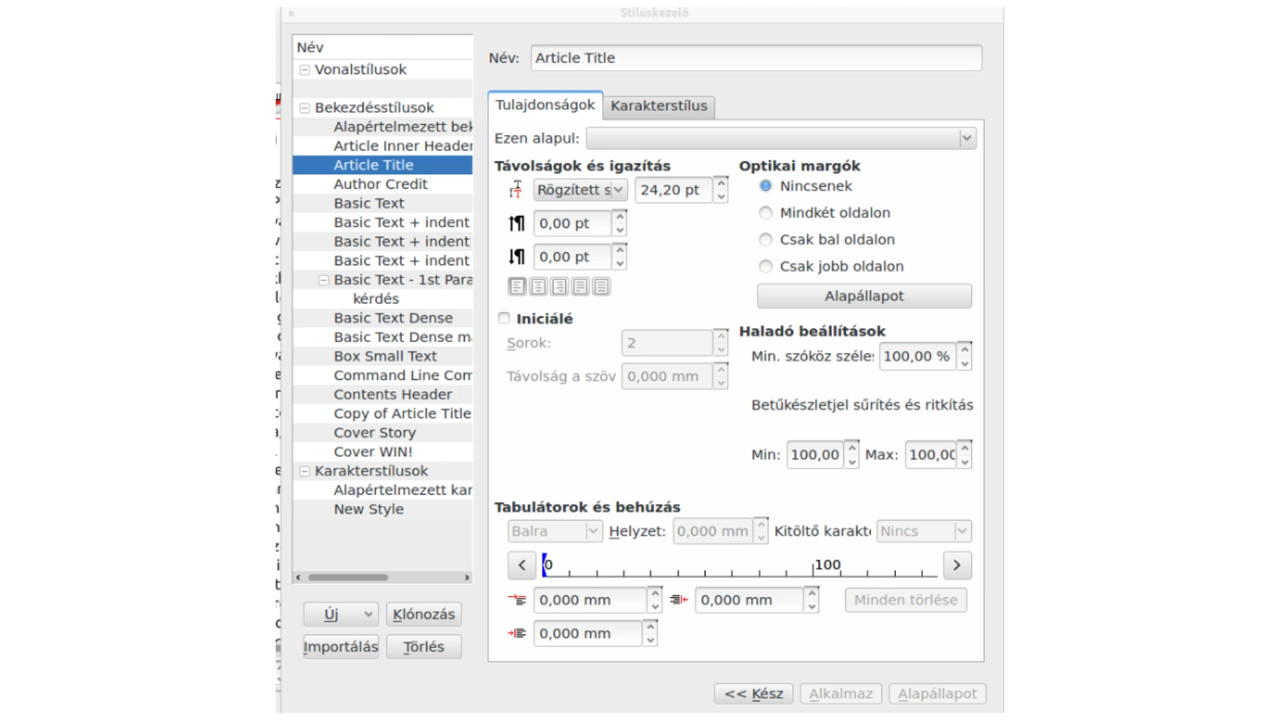 Stíluskezelő
Név
Vonalstílusok
Bekezdésstílusok
Alapértelmezett bek
Article Inner Header
Article Title
Author Credit
Basic Text
Basic Text + indent
Basic Text + indent
Basic Text + indent
Basic Text - 1st Para
kérdés
Basic Text Dense
Basic Text Dense m
Box Small Text
Command Line Com
Contents Header
Copy of Article Title
Cover Story
Cover WIN!
Karakterstílusok
Alapértelmezett kar
New Style
Új
Klónozás
Importálás
Törlés
Név: Article Title
Tulajdonságok Karakterstílus
Ezen alapul:
Távolságok és igazítás
Rögzített s 24,20 pt
0,00 pt
0,00 pt
Iniciálé
Sorok: 2
Távolság a szöv 0,000 mm
Optikai margók
Nincsenek
Mindkét oldalon
Csak bal oldalon
Csak jobb oldalon
Alapállapot
Haladó beállítások
Min. szóköz széles 100,00 %
Betűkészletjel sűrítés és ritkítás
Min: 100,00 Max: 100,00
Tabulátorok és behúzás
Balra Helyzet: 0,000 mm Kitöltő karakte Nincs
0 100
0,000 mm 0,000 mm Minden törlése
0,000 mm
<< Kész Alkalmaz Alapállapot